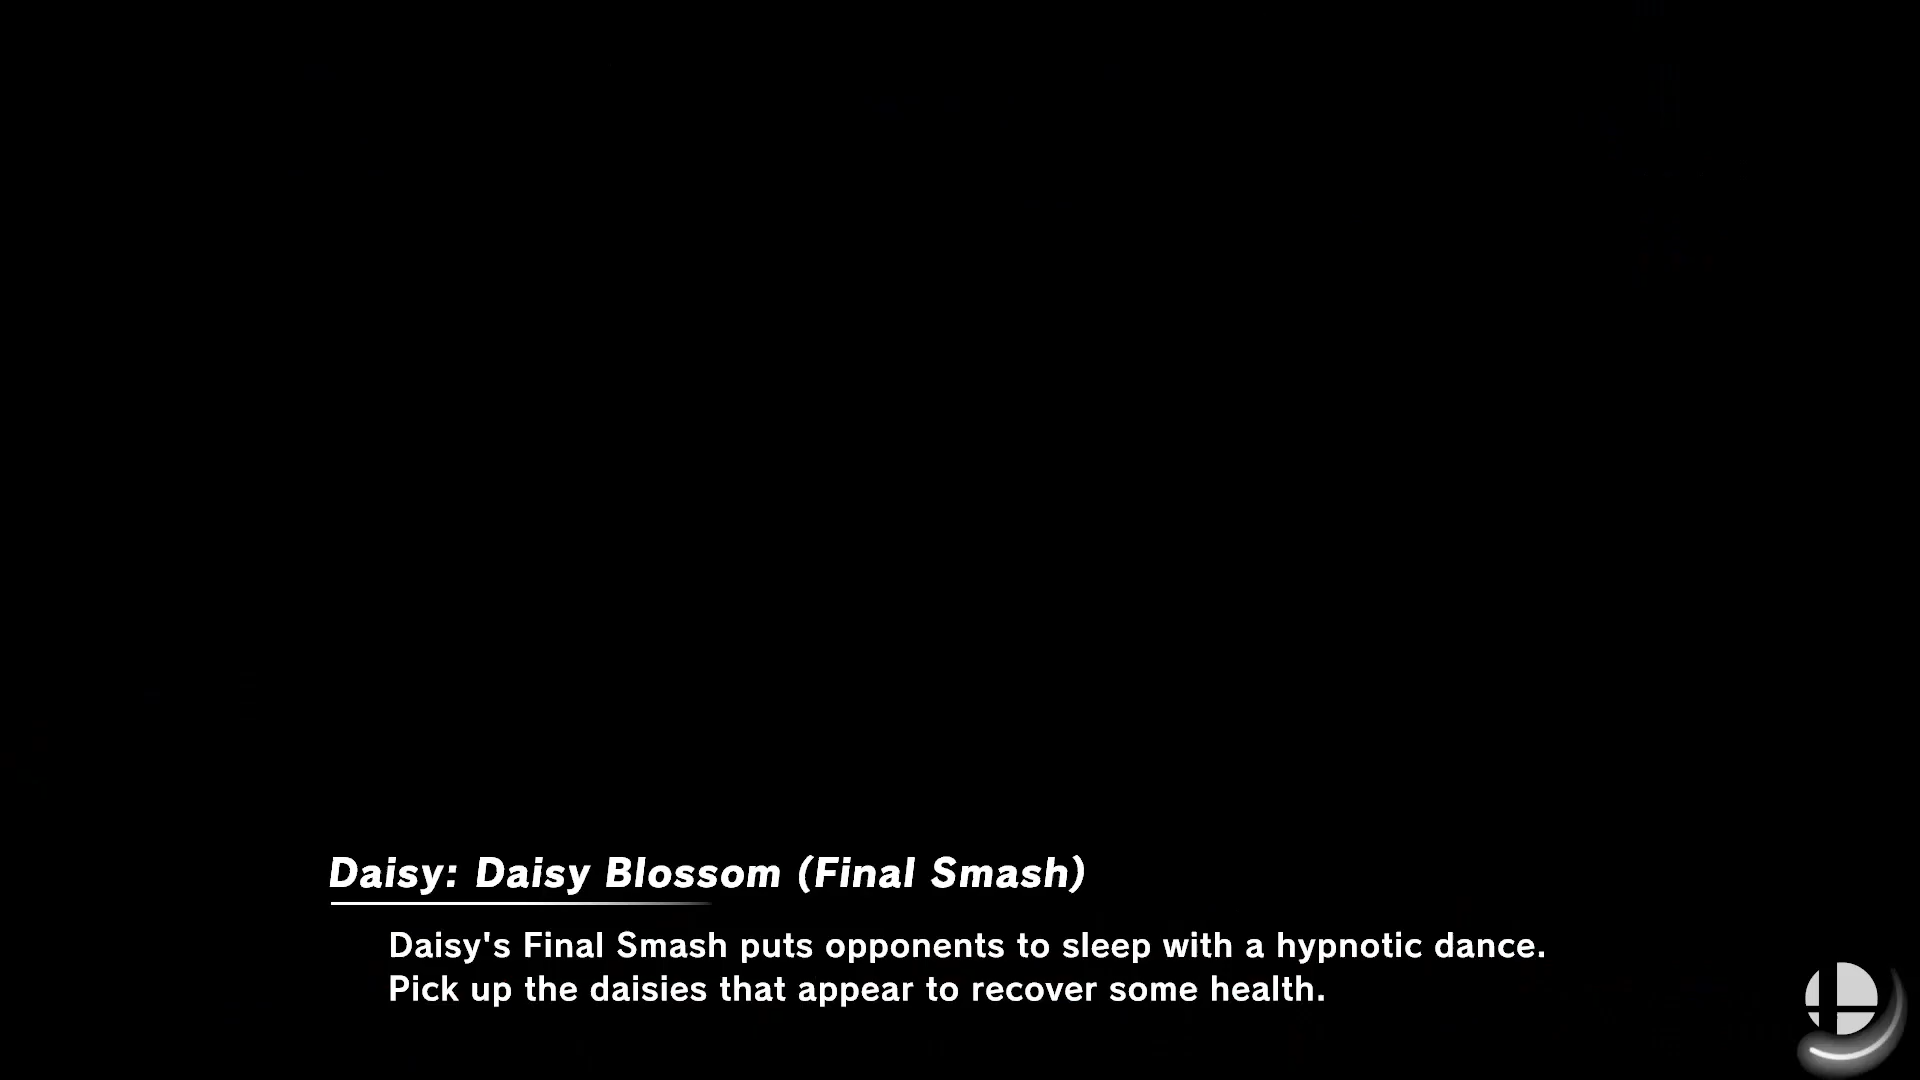 Daisy: Daisy Blossom (Final Smash)
Daisy's Final Smash puts opponents to sleep with a hypnotic dance.
Pick up the daisies that appear to recover some health.